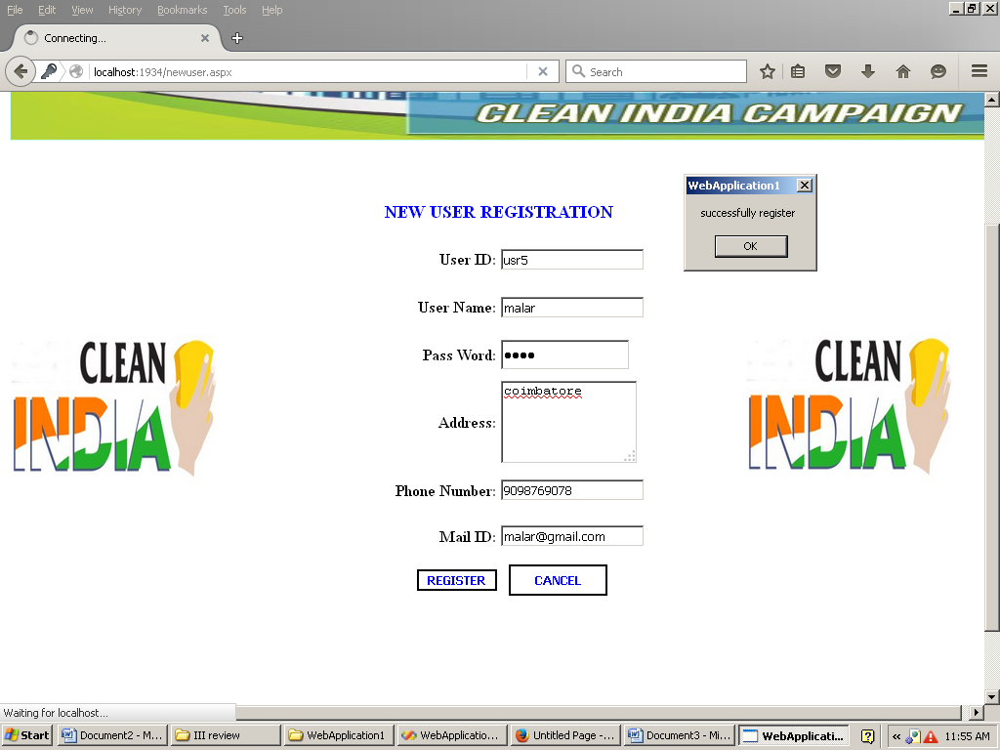 File Edit View History Bookmarks Tools Help
Connecting...
localhost:1934/newuser.aspx
Search
CLEAN INDIA CAMPAIGN
WebApplication1
successfully register
OK
NEW USER REGISTRATION
User ID: usr5
User Name: malar
Pass Word: ●●●●
Address: coimbatore
CLEAN
INDIA
CLEAN
INDIA
Phone Number: 9098769078
Mail ID: malar@gmail.com
REGISTER CANCEL
Waiting for localhost...
Start Document2 - M... III review WebApplication1 WebApplicatio... Untitled Page -... Document3 - Mi... WebApplicati... « 11:55 AM